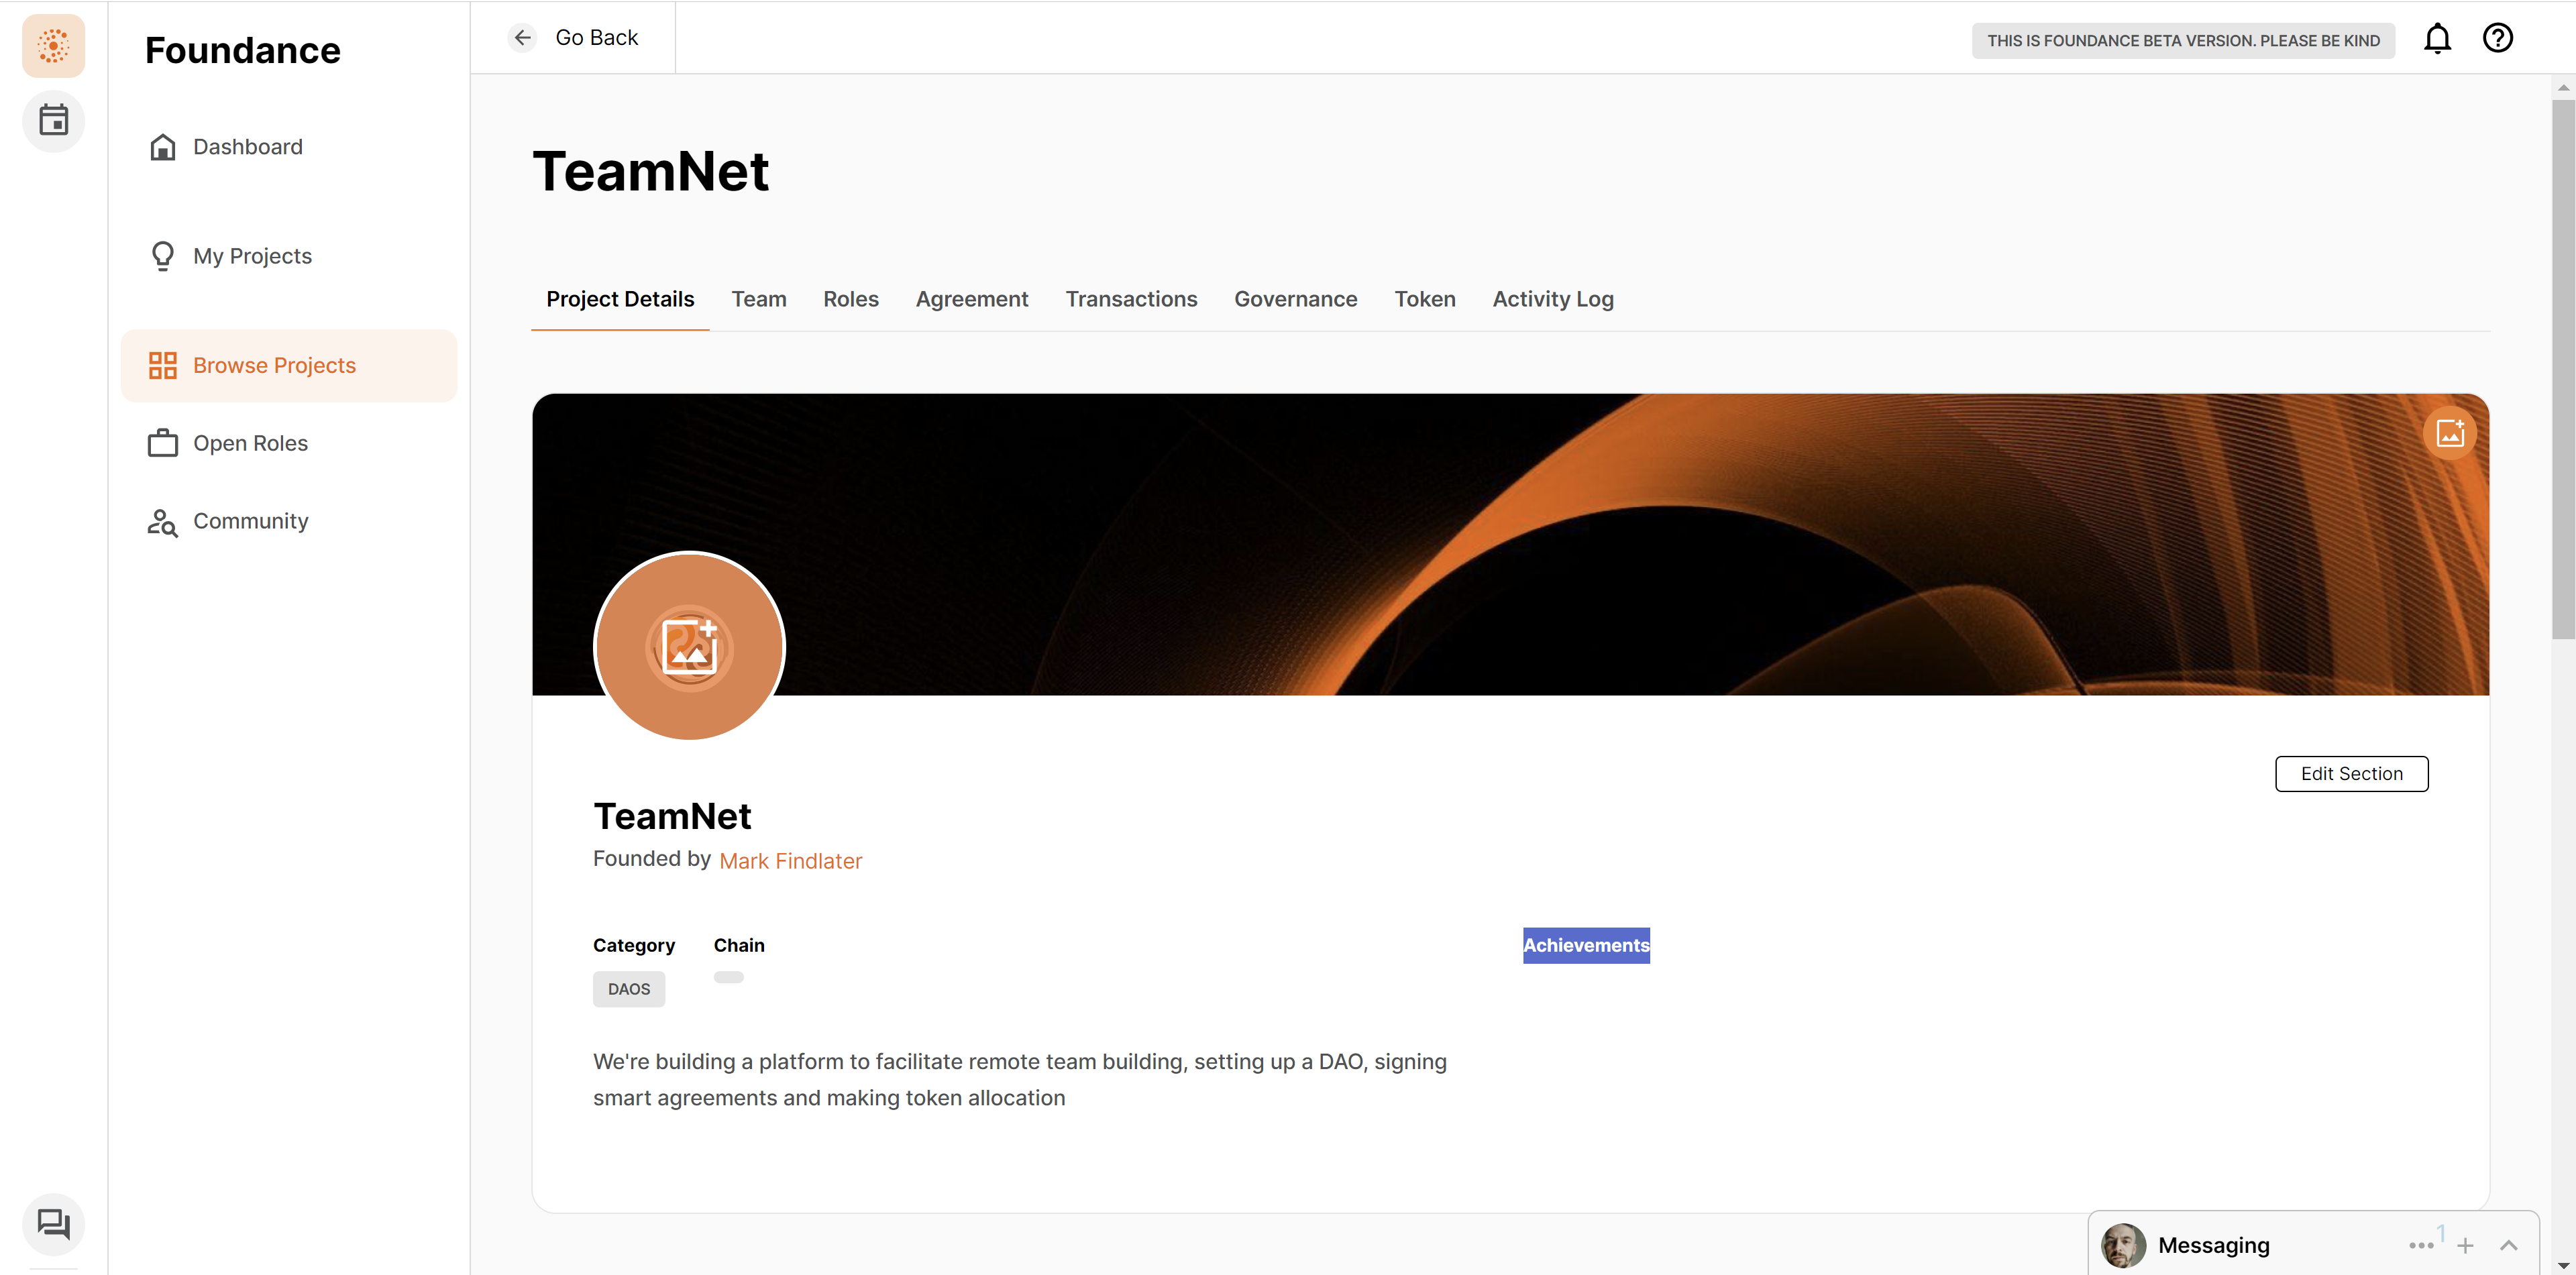 Foundance
Go Back
THIS IS FOUNDANCE BETA VERSION. PLEASE BE KIND
Dashboard
My Projects
Browse Projects
Open Roles
Community
TeamNet
Project Details Team Roles Agreement Transactions Governance Token Activity Log
Edit Section
TeamNet
Founded by Mark Findlater
Category Chain Achievements
DAOS
We're building a platform to facilitate remote team building, setting up a DAO, signing
smart agreements and making token allocation
Messaging 1